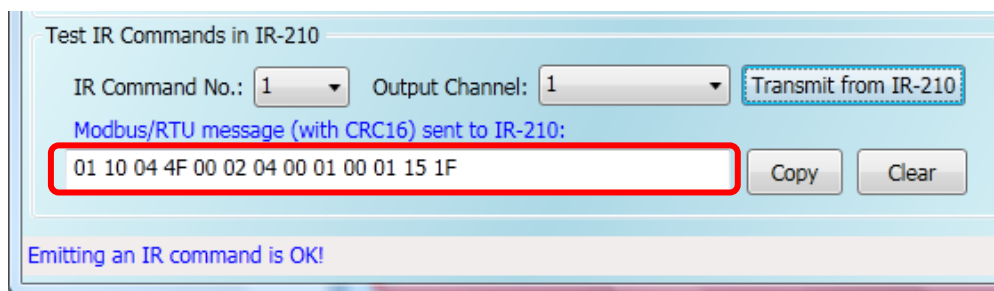 Test IR Commands in IR-210
IR Command No.: 1 Output Channel: 1 Transmit from IR-210
Modbus/RTU message (with CRC16) sent to IR-210:
01 10 04 4F 00 02 04 00 01 00 01 15 1F Copy Clear
Emitting an IR command is OK!